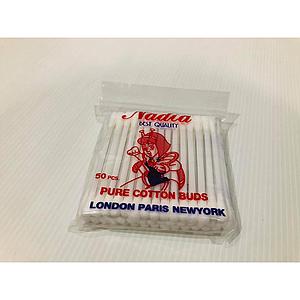 Nadia
BEST QUALITY
50 PCS.
PURE COTTON BUDS
LONDON PARIS NEWYORK